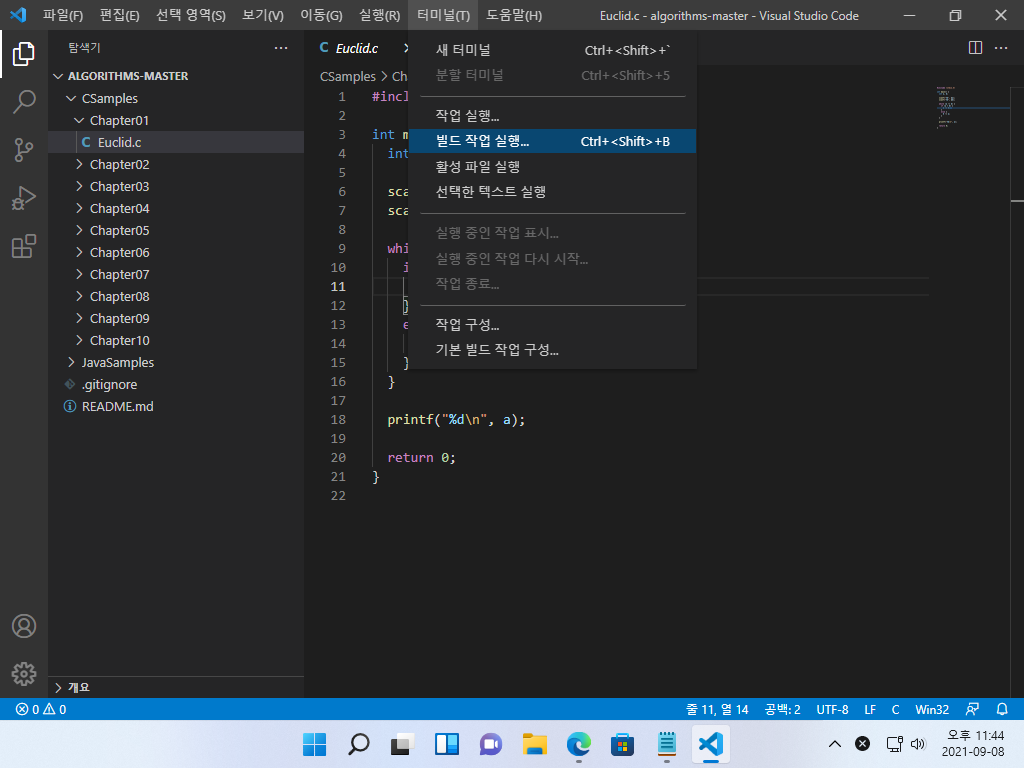 파일(F) 편집(E) 선택 영역(S) 보기(V) 이동(G) 실행(R) 터미널(T) 도움말(H) Euclid.c - algorithms-master - Visual Studio Code
탐색기
ALGORITHMS-MASTER
CSamples
Chapter01
C Euclid.c
Chapter02
Chapter03
Chapter04
Chapter05
Chapter06
Chapter07
Chapter08
Chapter09
Chapter10
JavaSamples
.gitignore
README.md
개요
C Euclid.c
CSamples > Ch
1 #incl
2
3 int m
4 int
5
6 sca
7 sca
8
9 whi
10 i
11
12 }
13 e
14
15 }
16 }
17
18 printf("%d\n", a);
19
20 return 0;
21 }
22
새 터미널 Ctrl+<Shift>+`
분할 터미널 Ctrl+<Shift>+5
작업 실행...
빌드 작업 실행... Ctrl+<Shift>+B
활성 파일 실행
선택한 텍스트 실행
실행 중인 작업 표시...
실행 중인 작업 다시 시작...
작업 종료...
작업 구성...
기본 빌드 작업 구성...
0 0 줄 11, 열 14 공백: 2 UTF-8 LF C Win32
오후 11:44
2021-09-08